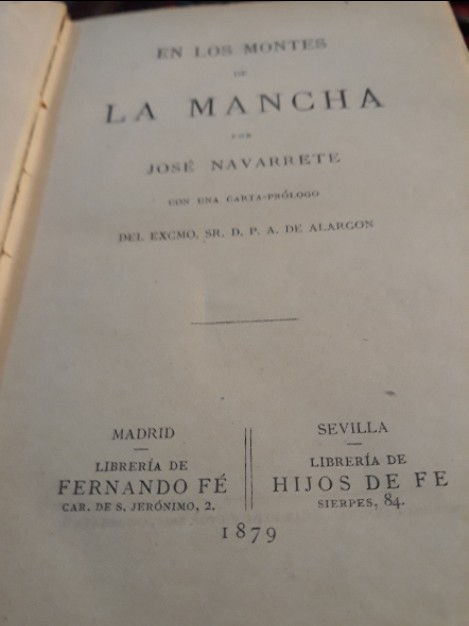 EN LOS MONTES
DE
LA MANCHA
POR
JOSÉ NAVARRETE
CON UNA CARTA-PRÓLOGO
DEL EXCMO. SR. D. P. A. DE ALARCON
MADRID
LIBRERÍA DE
FERNANDO FÉ
CAR. DE S. JERÓNIMO, 2.
SEVILLA
LIBRERÍA DE
HIJOS DE FE
SIERPES, 84.
1879